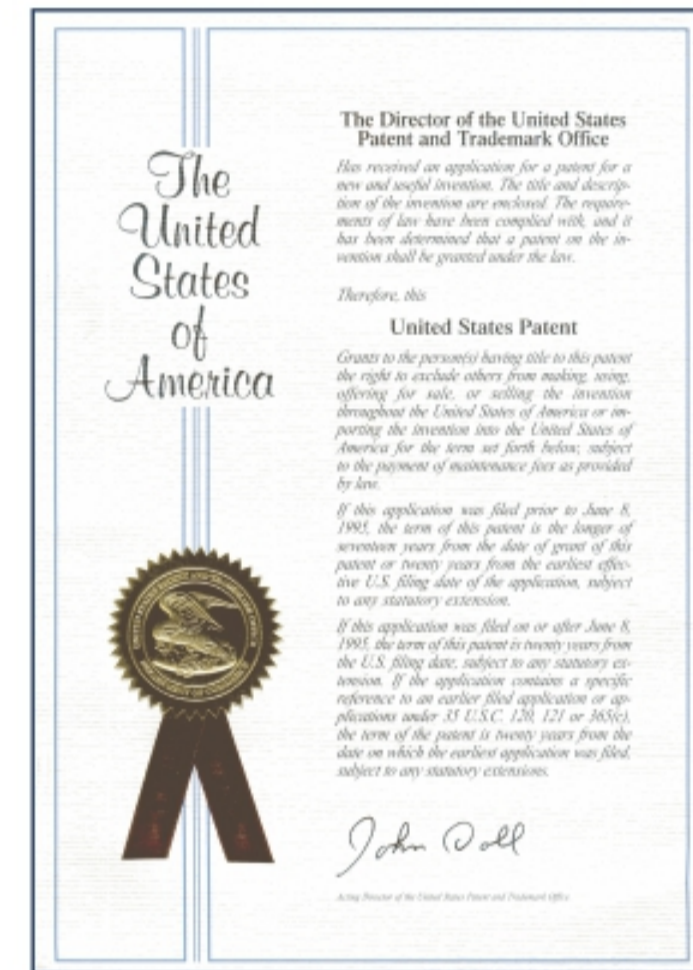 The
United
States
of
America
The Director of the United States
Patent and Trademark Office
Has received an application for a patent for a
new and useful invention. The title and descrip-
tion of the invention are enclosed. The require-
ments of law have been complied with, and it
has been determined that a patent on the in-
vention shall be granted under the law.
Therefore, this
United States Patent
Grants to the person(s) having title to this patent
the right to exclude others from making, using,
offering for sale, or selling the invention
throughout the United States of America or im-
porting the invention into the United States of
America for the term set forth below, subject
to the payment of maintenance fees as provided
by law.
If this application was filed prior to June 8,
1995, the term of this patent is the longer of
seventeen years from the date of grant of this
patent or twenty years from the earliest effec-
tive U.S. filing date of the application, subject
to any statutory extension.
If this application was filed on or after June 8,
1995, the term of this patent is twenty years from
the U.S. filing date, subject to any statutory ex-
tension. If the application contains a specific
reference to an earlier filed application or ap-
plications under 35 U.S.C. 120, 121 or 365(c),
the term of the patent is twenty years from the
date on which the earliest application was filed,
subject to any statutory extensions.
John Doll
Acting Director of the United States Patent and Trademark Office